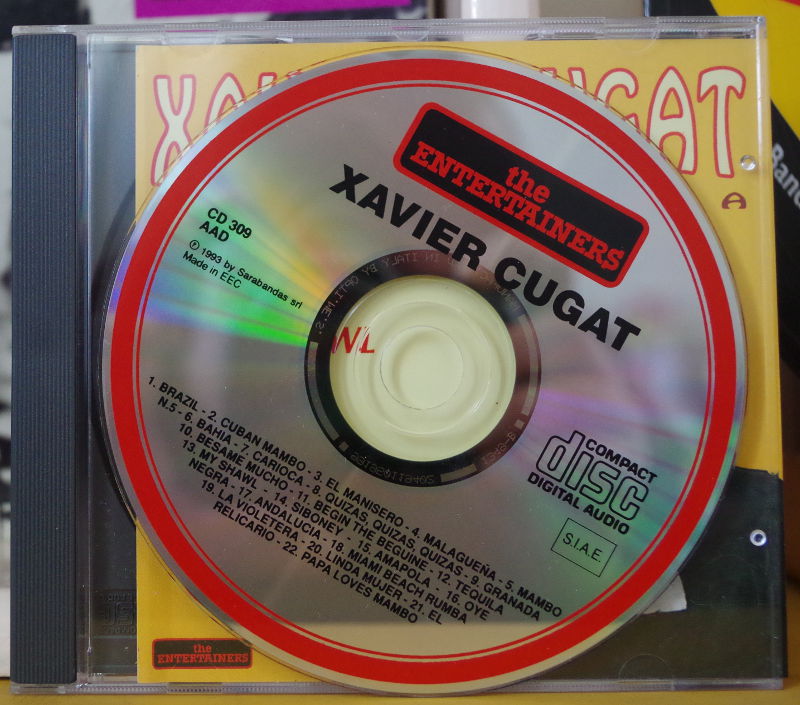 CUGAT
the
ENTERTAINERS
XAVIER CUGAT
CD 309
AAD
℗ 1993 by Sarabandas srl
Made in EEC
1. BRAZIL - 2. CUBAN MAMBO - 3. EL MANISERO - 4. MALAGUEÑA - 5. MAMBO
N.5 - 6. BAHIA - 7. CARIOCA - 8. QUIZAS, QUIZAS, QUIZAS - 9. GRANADA
10. BESAME MUCHO - 11. BEGIN THE BEGUINE - 12. TEQUILA
13. MY SHAWL - 14. SIBONEY - 15. AMAPOLA - 16. OYE
NEGRA - 17. ANDALUCIA - 18. MIAMI BEACH RUMBA
19. LA VIOLETERA - 20. LINDA MUJER - 21. EL
RELICARIO - 22. PAPA LOVES MAMBO
COMPACT
disc
DIGITAL AUDIO
S.I.A.E.
the
ENTERTAINERS